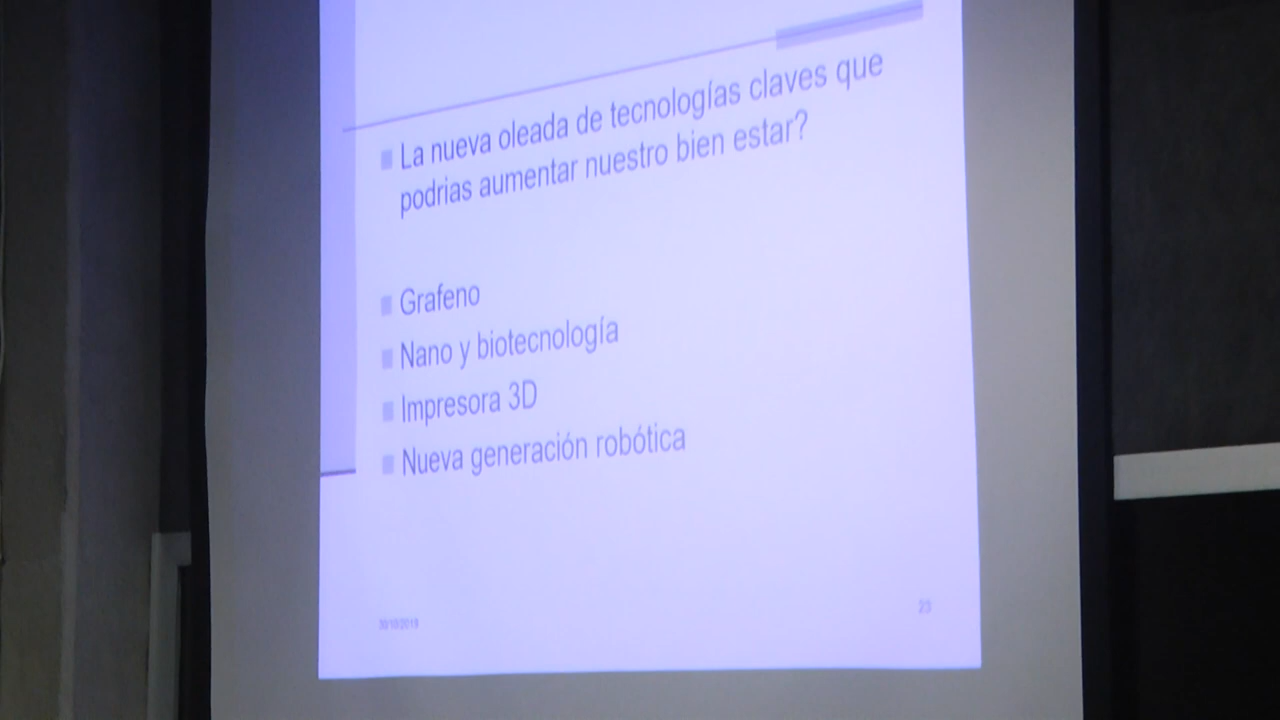 La nueva oleada de tecnologías claves que
podrias aumentar nuestro bien estar?
Grafeno
Nano y biotecnología
Impresora 3D
Nueva generación robótica
23